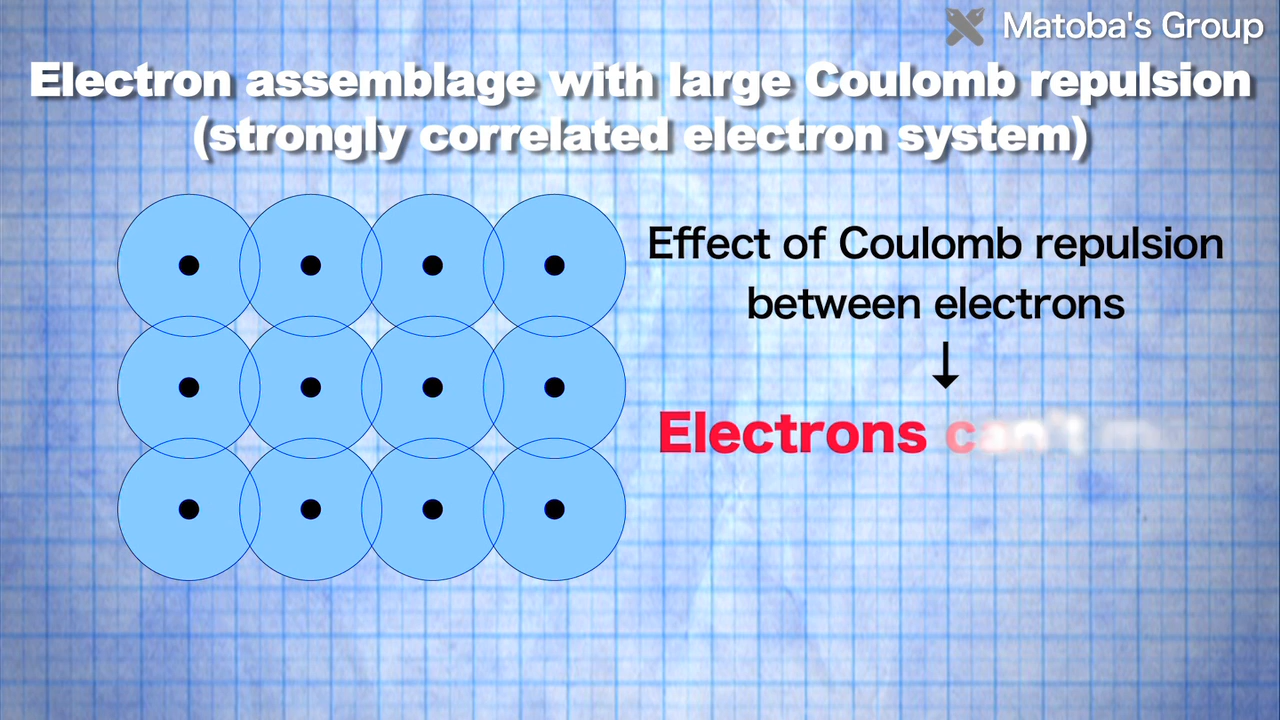 Matoba's Group
Electron assemblage with large Coulomb repulsion
(strongly correlated electron system)
Effect of Coulomb repulsion
between electrons
↓
Electrons can't